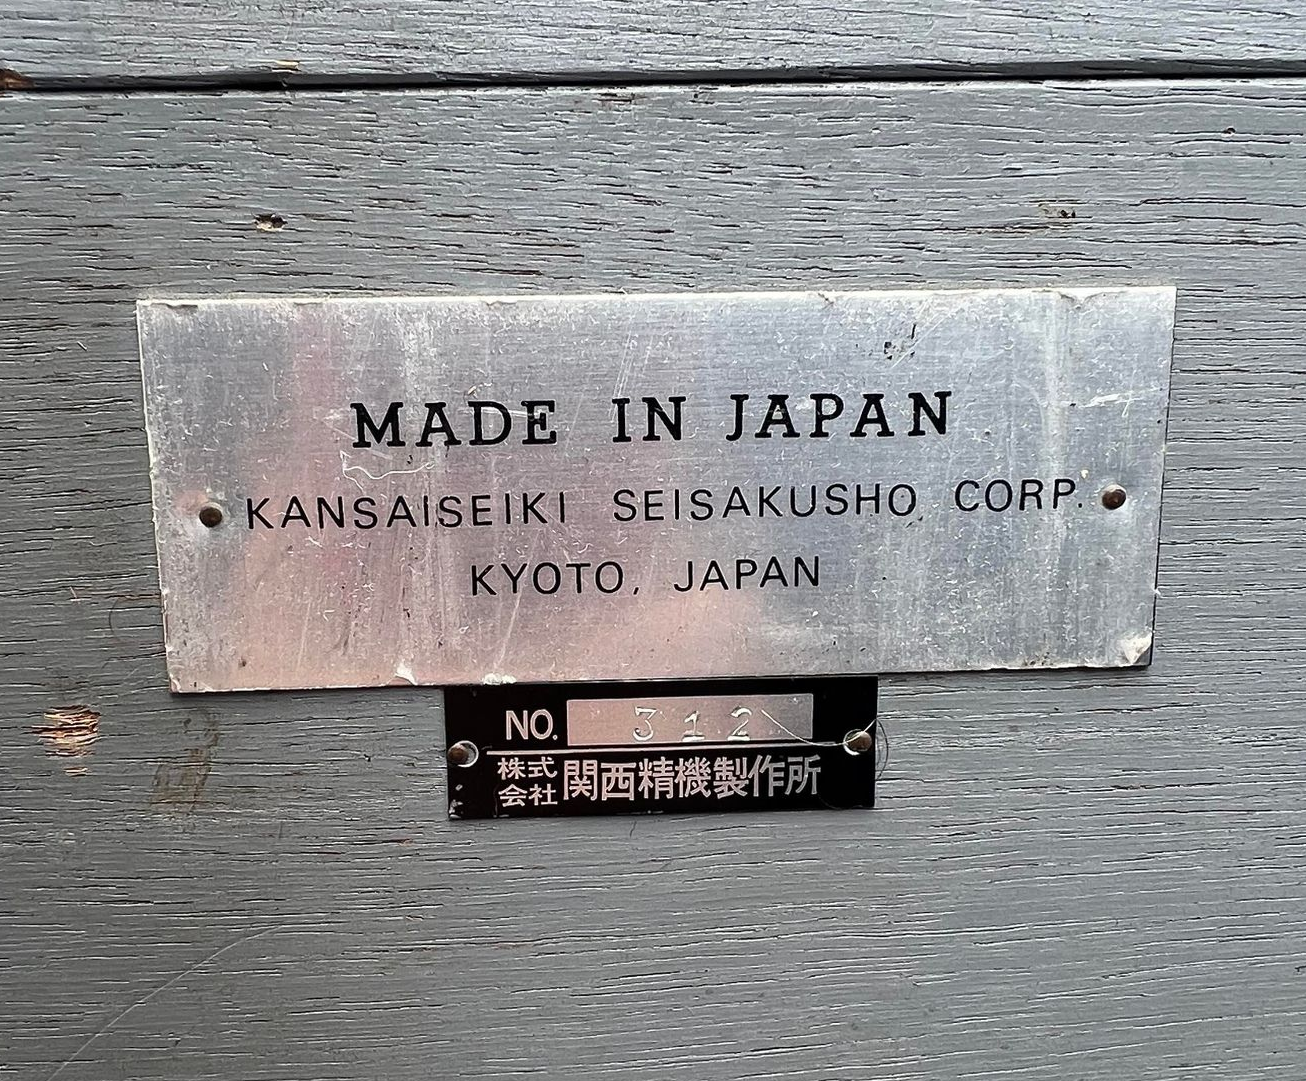 MADE IN JAPAN
KANSAISEIKI SEISAKUSHO CORP.
KYOTO, JAPAN
NO. 312
株式会社 関西精機製作所